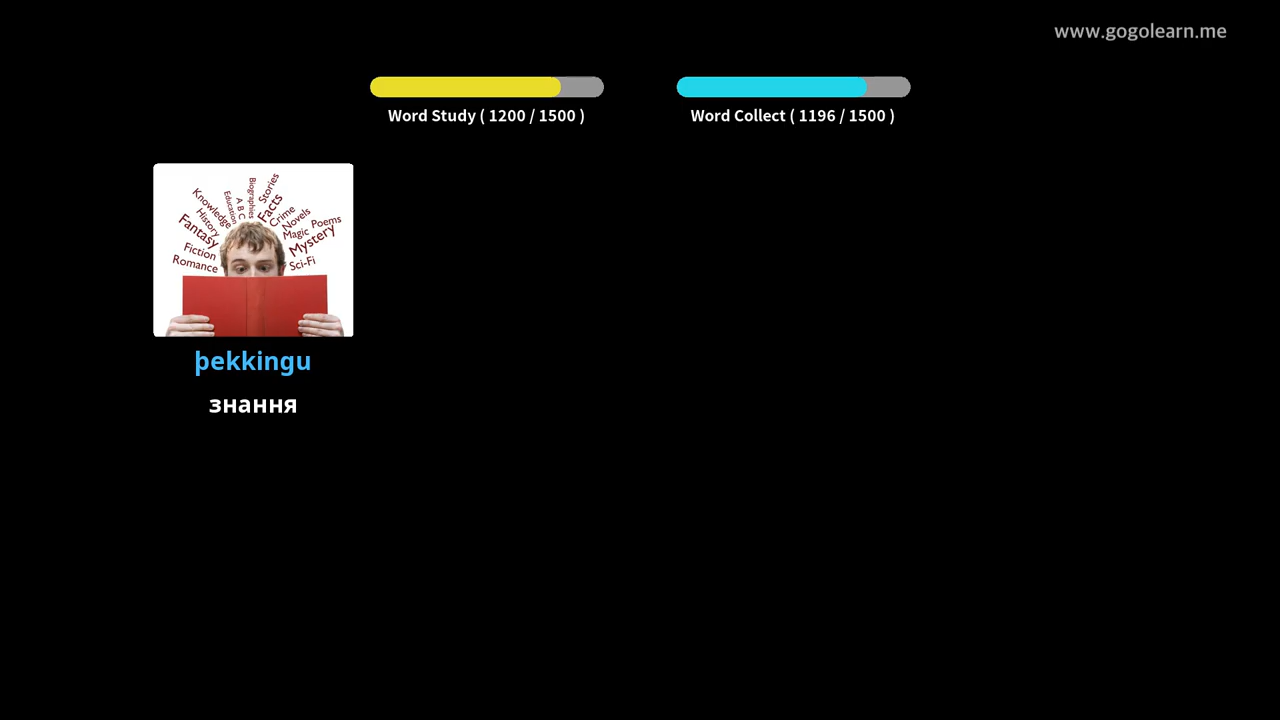 www.gogolearn.me
Word Study ( 1200 / 1500 )
Word Collect ( 1196 / 1500 )
Knowledge
History
Fantasy
Fiction
Romance
Education
A B C
Biographies
Stories
Facts
Crime
Novels
Magic
Poems
Mystery
Sci-Fi
þekkingu
знання